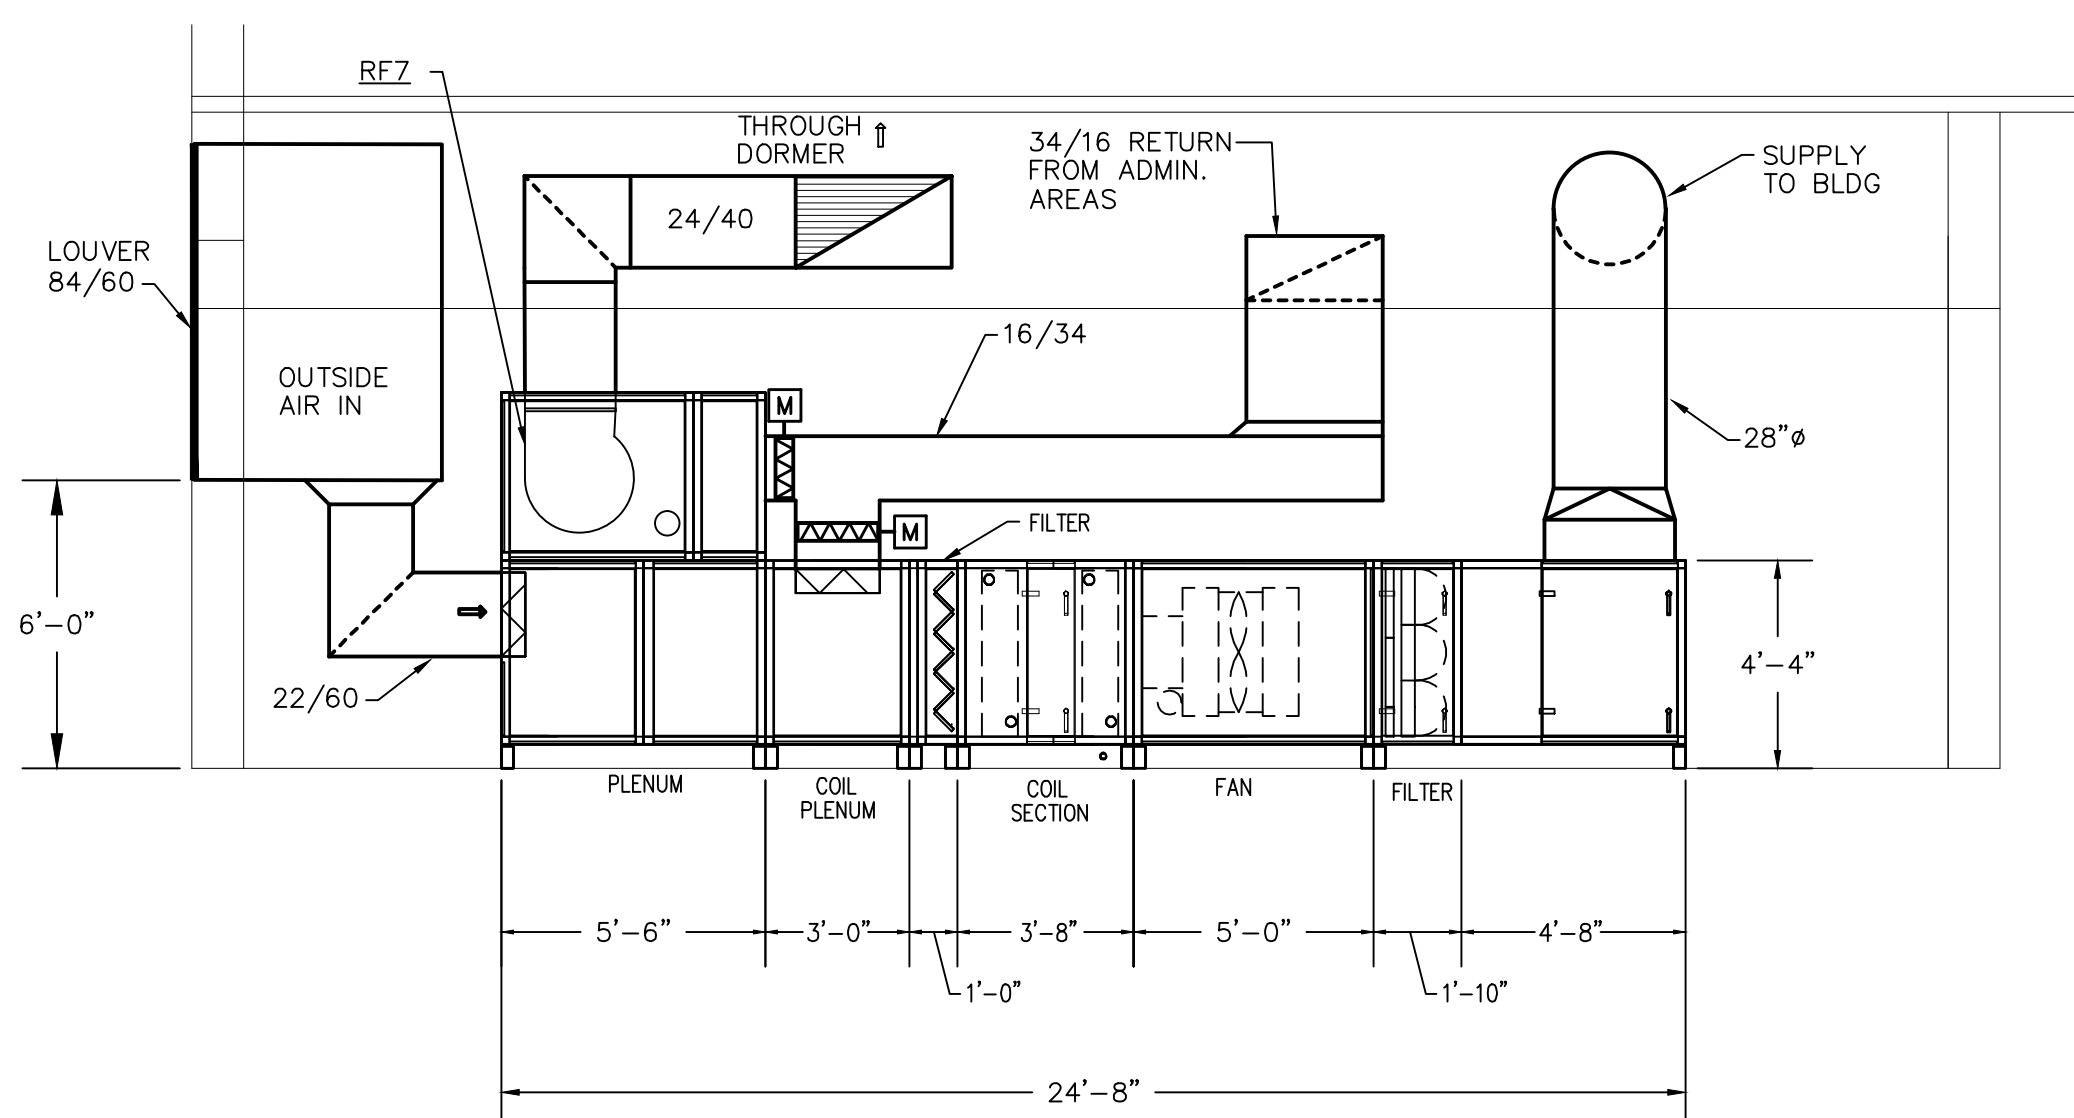 RF7
THROUGH
DORMER
34/16 RETURN
FROM ADMIN.
AREAS
SUPPLY
TO BLDG
24/40
LOUVER
84/60
16/34
OUTSIDE
AIR IN
M
28"ø
M
FILTER
6'-0"
4'-4"
22/60
PLENUM
COIL
PLENUM
COIL
SECTION
FAN
FILTER
5'-6"
3'-0"
3'-8"
5'-0"
4'-8"
1'-0"
1'-10"
24'-8"